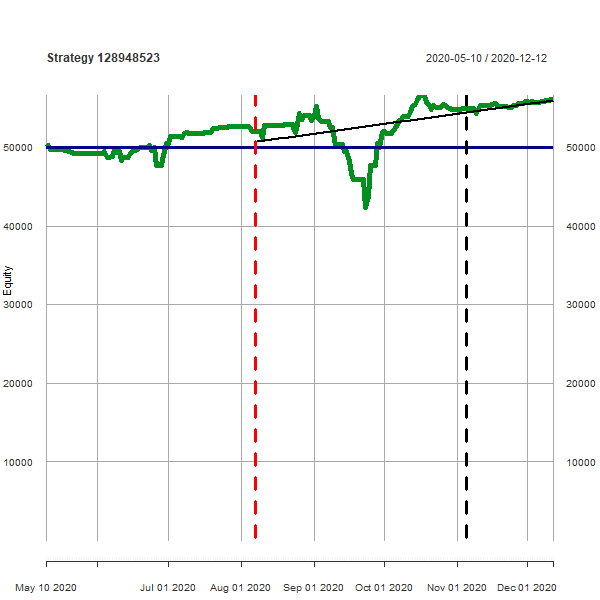 Strategy 128948523
2020-05-10 / 2020-12-12
50000
50000
40000
40000
Equity
30000
30000
20000
20000
10000
10000
May 10 2020
Jul 01 2020
Aug 01 2020
Sep 01 2020
Oct 01 2020
Nov 01 2020
Dec 01 2020